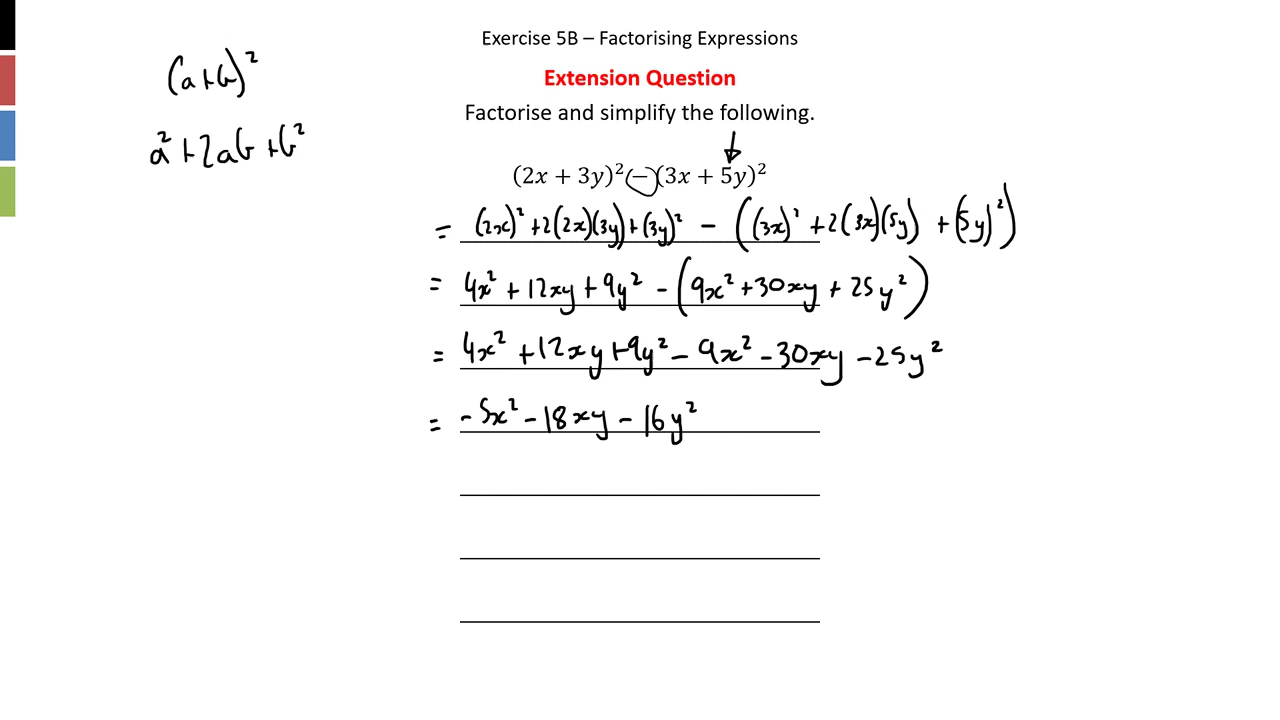 Exercise 5B – Factorising Expressions
Extension Question
Factorise and simplify the following.
(a+b)²
a²+2ab+b²
(2x + 3y)² − (3x + 5y)²
= (2x)²+2(2x)(3y)+(3y)² − ((3x)²+2(3x)(5y)+(5y)²)
= 4x²+12xy+9y² − (9x²+30xy+25y²)
= 4x²+12xy+9y² − 9x² − 30xy − 25y²
= −5x² − 18xy − 16y²